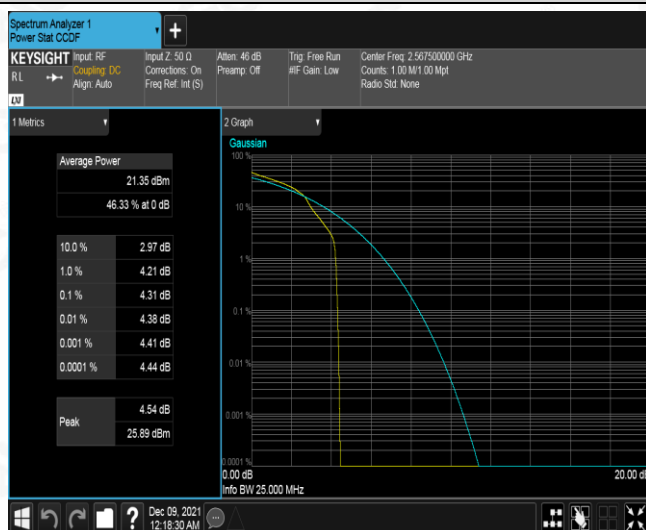 Spectrum Analyzer 1
Power Stat CCDF
KEYSIGHT
RL
LXI
Input: RF
Coupling: DC
Align: Auto
Input Z: 50 Ω
Corrections: On
Freq Ref: Int (S)
Atten: 46 dB
Preamp: Off
Trig: Free Run
#IF Gain: Low
Center Freq: 2.567500000 GHz
Counts: 1.00 M/1.00 Mpt
Radio Std: None
1 Metrics
Average Power
21.35 dBm
46.33 % at 0 dB
10.0 % 2.97 dB
1.0 % 4.21 dB
0.1 % 4.31 dB
0.01 % 4.38 dB
0.001 % 4.41 dB
0.0001 % 4.44 dB
Peak 4.54 dB
25.89 dBm
2 Graph
Gaussian
100 %
10 %
1 %
0.1 %
0.01 %
0.001 %
0.0001 %
0.00 dB 20.00 dB
Info BW 25.000 MHz
?
Dec 09, 2021
12:18:30 AM